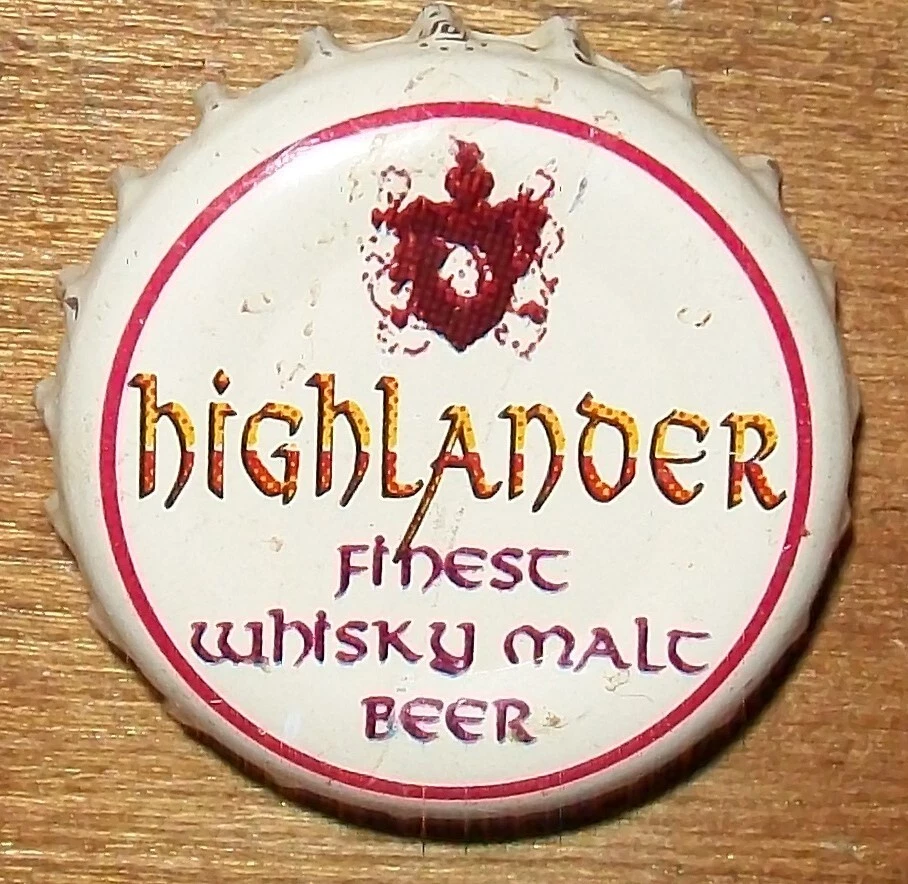 highlander
finest
whisky malt
beer